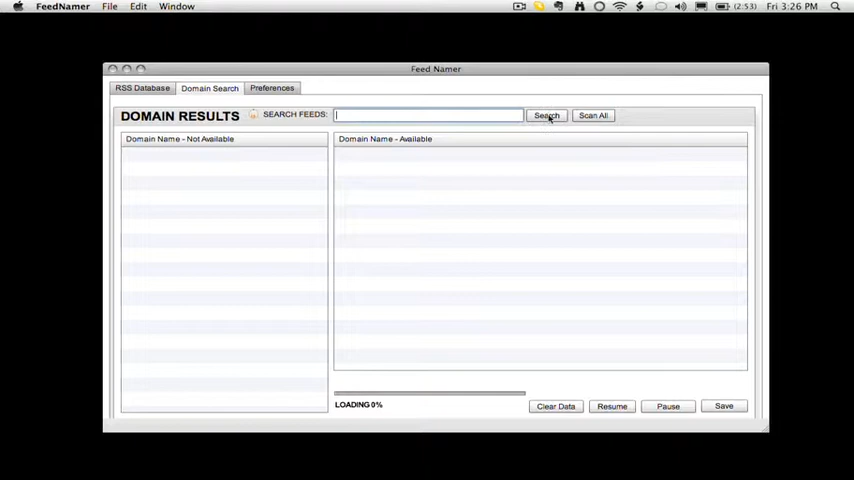 FeedNamer File Edit Window (2:53) Fri 3:26 PM
Feed Namer
RSS Database Domain Search Preferences
DOMAIN RESULTS SEARCH FEEDS: Search Scan All
Domain Name - Not Available Domain Name - Available
LOADING 0% Clear Data Resume Pause Save